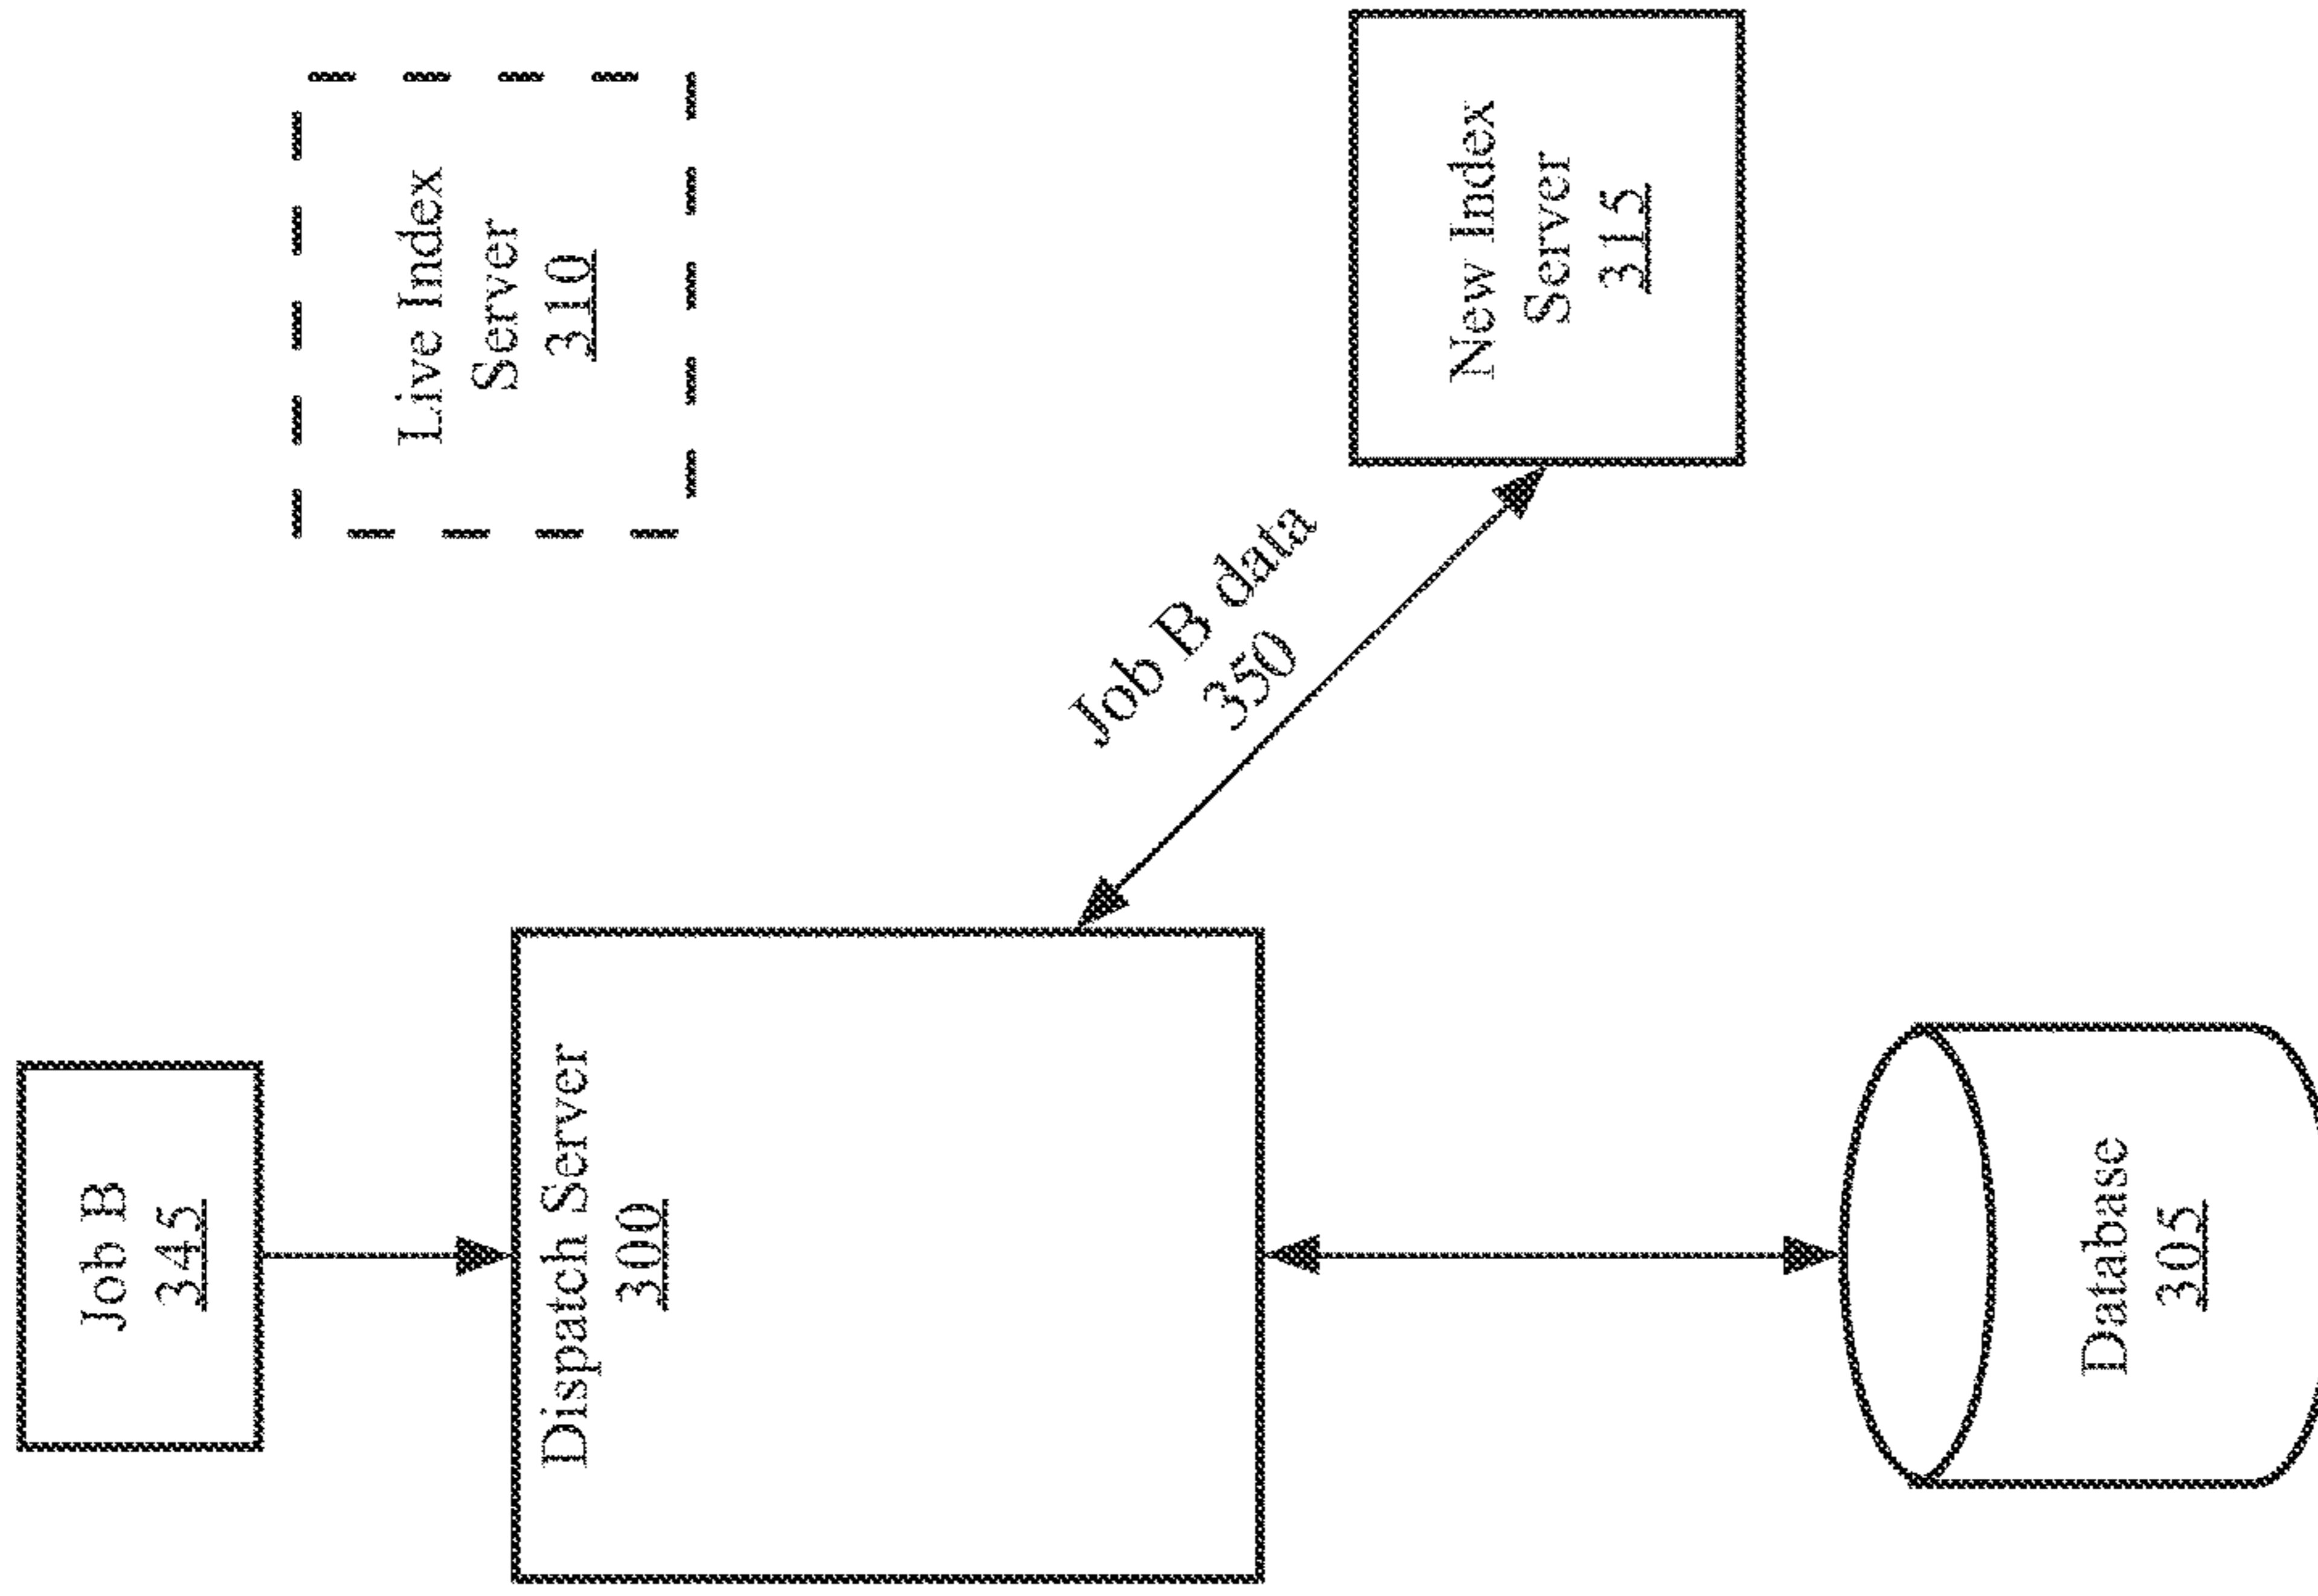 Job B
345
Dispatch Server
300
Database
305
Job B data
350
Live Index
Server
310
New Index
Server
315